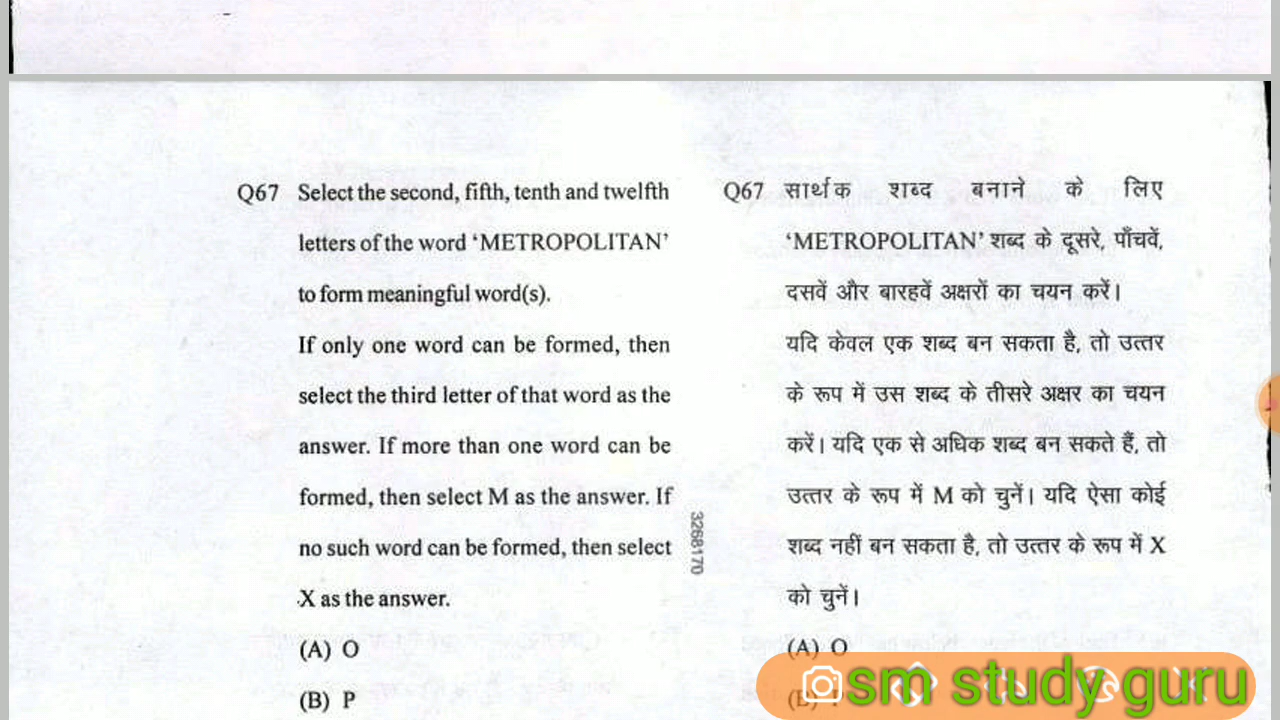 Q67 Select the second, fifth, tenth and twelfth
letters of the word ‘METROPOLITAN’
to form meaningful word(s).
If only one word can be formed, then
select the third letter of that word as the
answer. If more than one word can be
formed, then select M as the answer. If
no such word can be formed, then select
X as the answer.
(A) O
(B) P
3268170
Q67 सार्थक शब्द बनाने के लिए
‘METROPOLITAN’ शब्द के दूसरे, पाँचवें,
दसवें और बारहवें अक्षरों का चयन करें।
यदि केवल एक शब्द बन सकता है, तो उत्तर
के रूप में उस शब्द के तीसरे अक्षर का चयन
करें। यदि एक से अधिक शब्द बन सकते हैं, तो
उत्तर के रूप में M को चुनें। यदि ऐसा कोई
शब्द नहीं बन सकता है, तो उत्तर के रूप में X
को चुनें।
(A) O
sm study guru